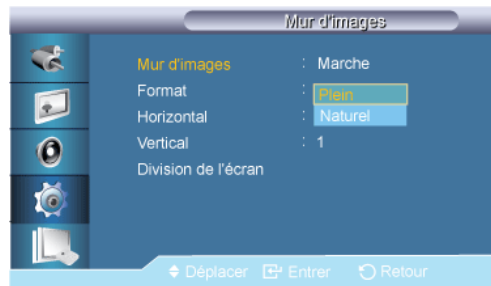 Mur d'images
Mur d'images : Marche
Format : Plein
Horizontal : Naturel
Vertical : 1
Division de l'écran
Déplacer Entrer Retour